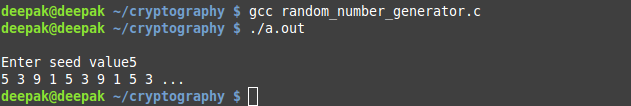 deepak@deepak ~/cryptography $ gcc random_number_generator.c
deepak@deepak ~/cryptography $ ./a.out
Enter seed value5
5 3 9 1 5 3 9 1 5 3 ...
deepak@deepak ~/cryptography $